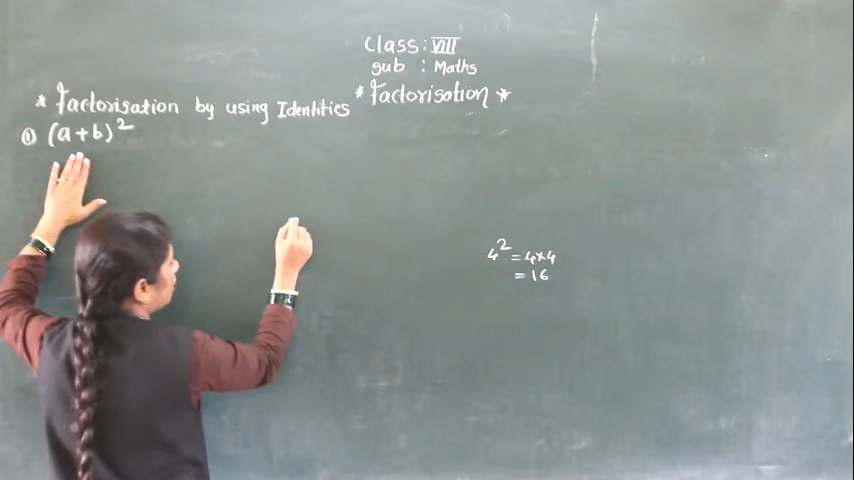 Class: VIII
sub : Maths
* Factorisation *
* Factorisation by using Identities
① (a+b)²
4² = 4×4
= 16